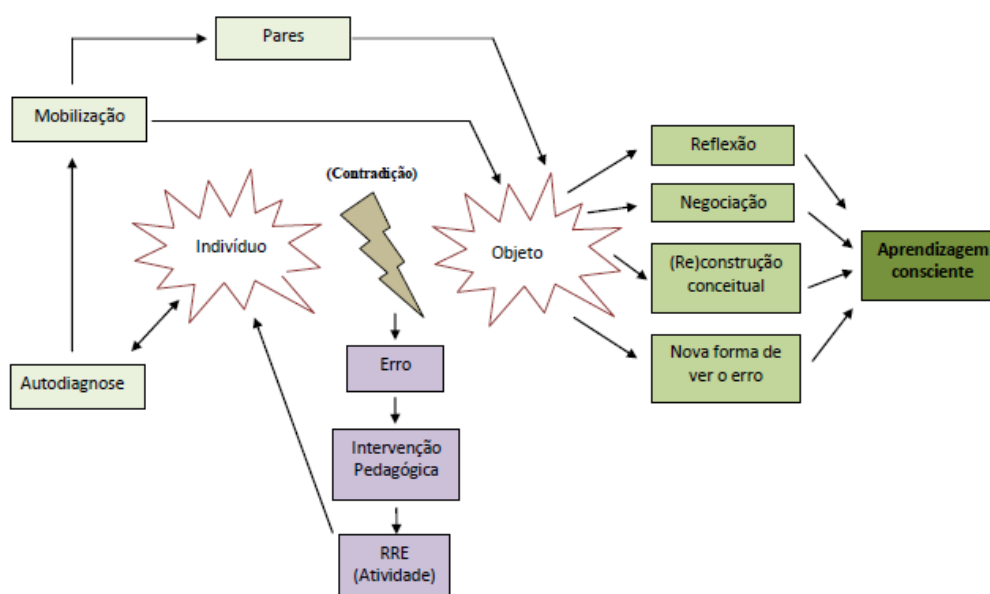 Pares
Mobilização
(Contradição)
Indivíduo
Objeto
Autodiagnose
Erro
Intervenção
Pedagógica
RRE
(Atividade)
Reflexão
Negociação
(Re)construção
conceitual
Nova forma de
ver o erro
Aprendizagem
consciente